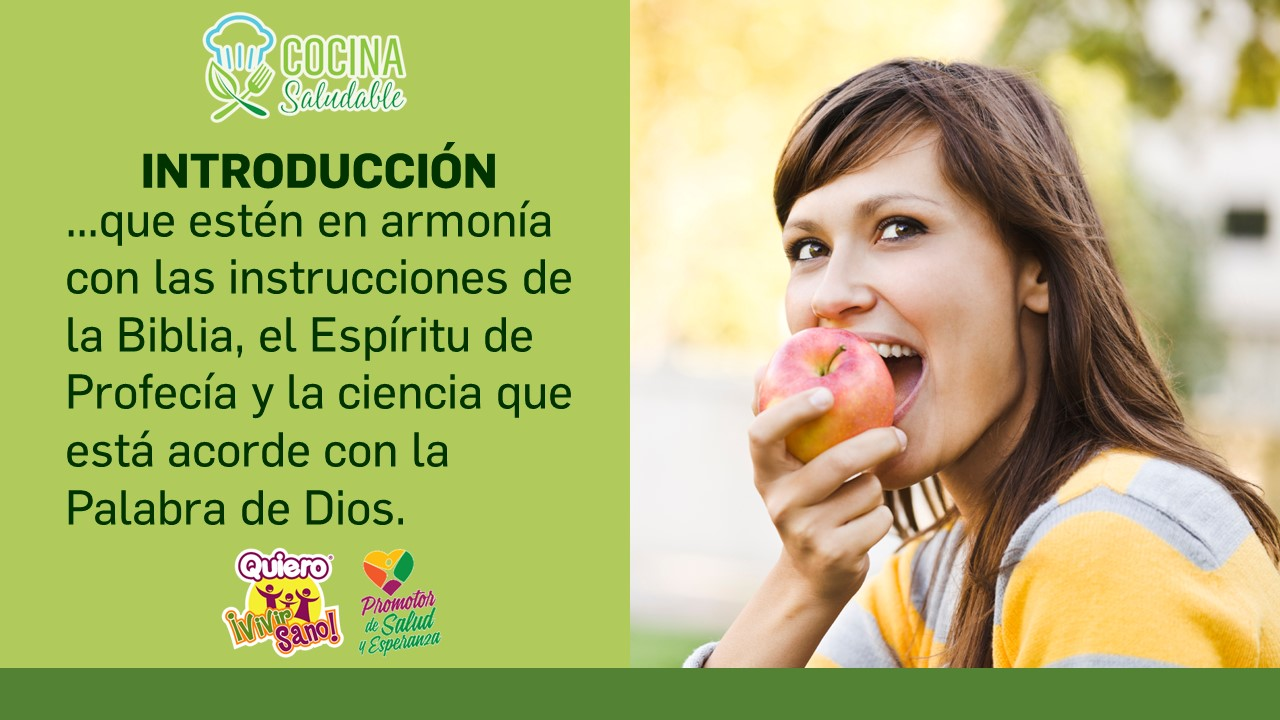 COCINA
Saludable
INTRODUCCIÓN
...que estén en armonía
con las instrucciones de
la Biblia, el Espíritu de
Profecía y la ciencia que
está acorde con la
Palabra de Dios.
Quiero
¡ViVir
Sano!
Promotor
de Salud
y Esperanza